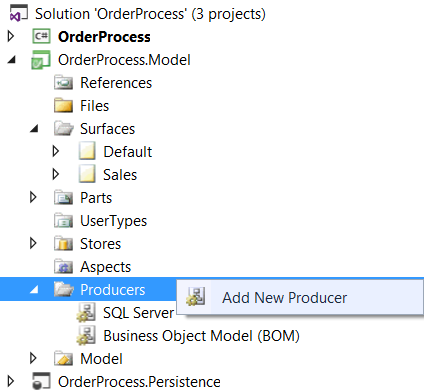 Solution 'OrderProcess' (3 projects)
C# OrderProcess
OrderProcess.Model
References
Files
Surfaces
Default
Sales
Parts
UserTypes
Stores
Aspects
Producers
Add New Producer
SQL Server
Business Object Model (BOM)
Model
OrderProcess.Persistence